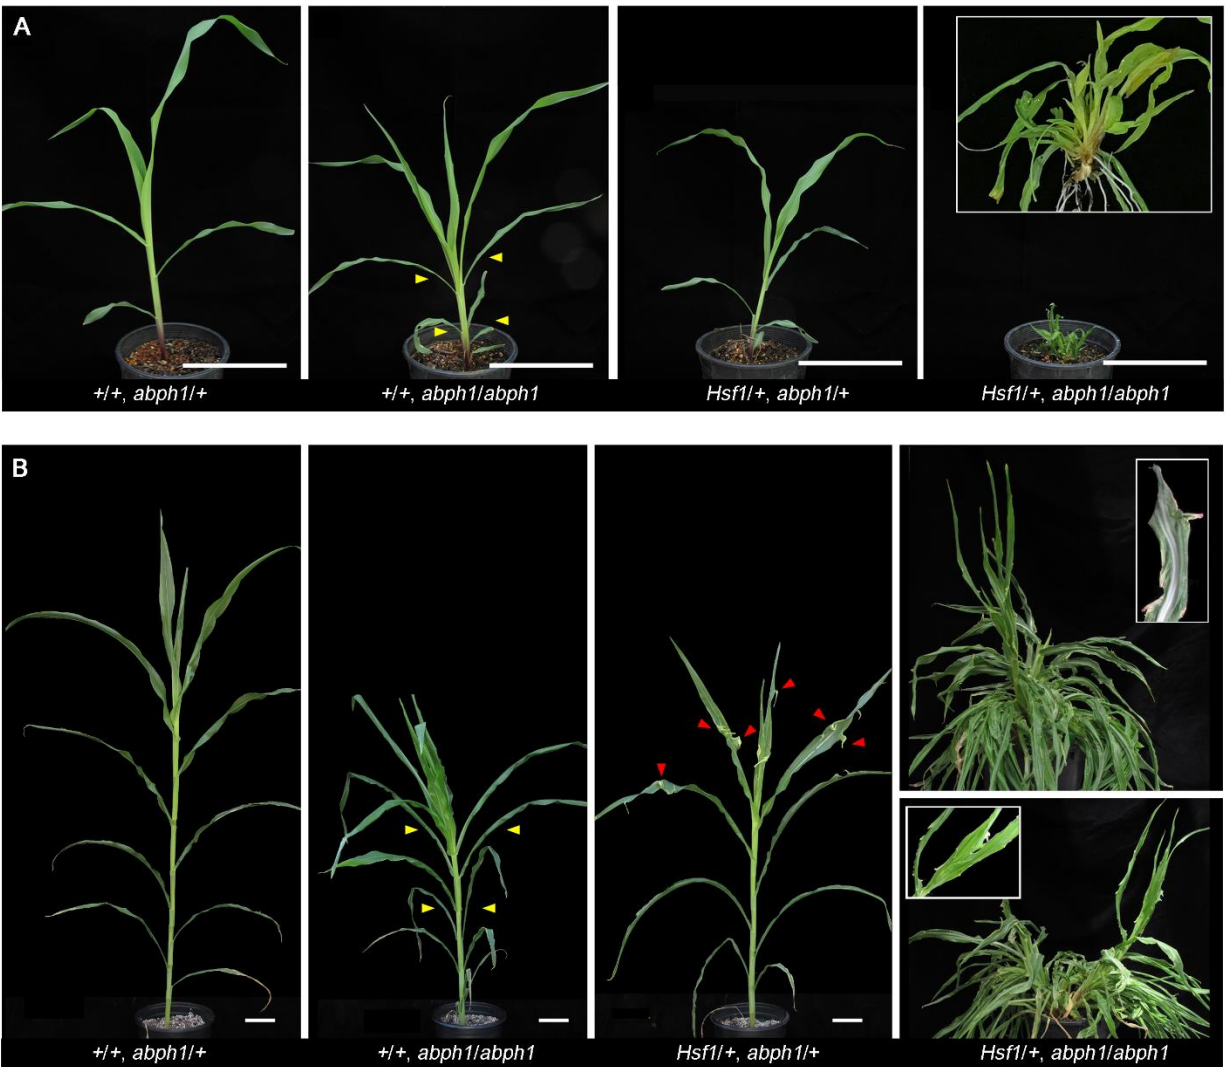 A
+/+, abph1/+
+/+, abph1/abph1
Hsf1/+, abph1/+
Hsf1/+, abph1/abph1
B
+/+, abph1/+
+/+, abph1/abph1
Hsf1/+, abph1/+
Hsf1/+, abph1/abph1